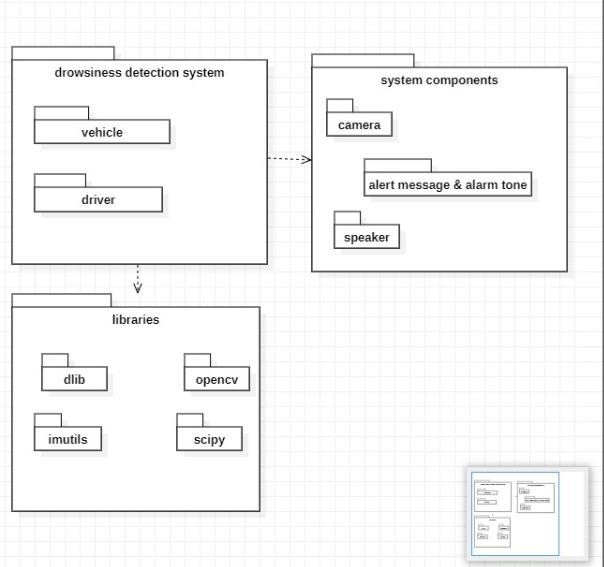 drowsiness detection system
vehicle
driver
system components
camera
alert message & alarm tone
speaker
libraries
dlib
opencv
imutils
scipy